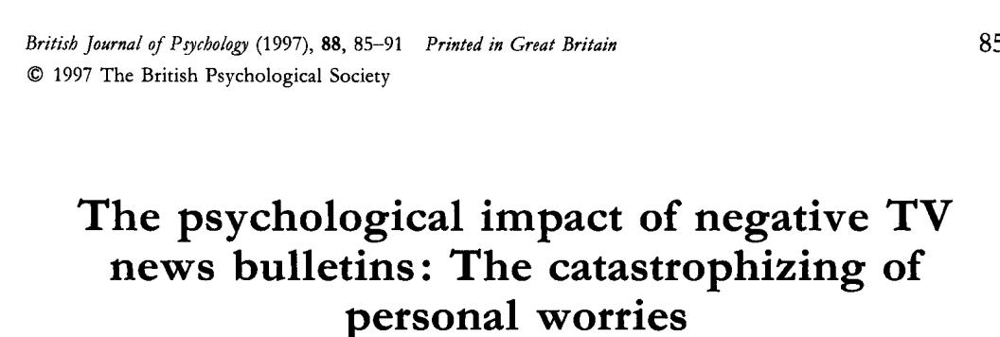 British Journal of Psychology (1997), 88, 85–91 Printed in Great Britain 85
© 1997 The British Psychological Society
The psychological impact of negative TV
news bulletins: The catastrophizing of
personal worries